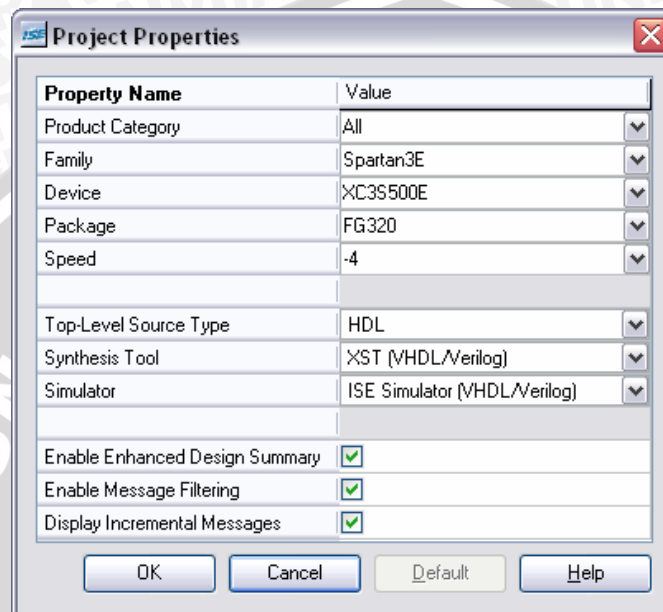 ISE Project Properties
Property Name Value
Product Category All
Family Spartan3E
Device XC3S500E
Package FG320
Speed -4
Top-Level Source Type HDL
Synthesis Tool XST (VHDL/Verilog)
Simulator ISE Simulator (VHDL/Verilog)
Enable Enhanced Design Summary
Enable Message Filtering
Display Incremental Messages
OK Cancel Default Help